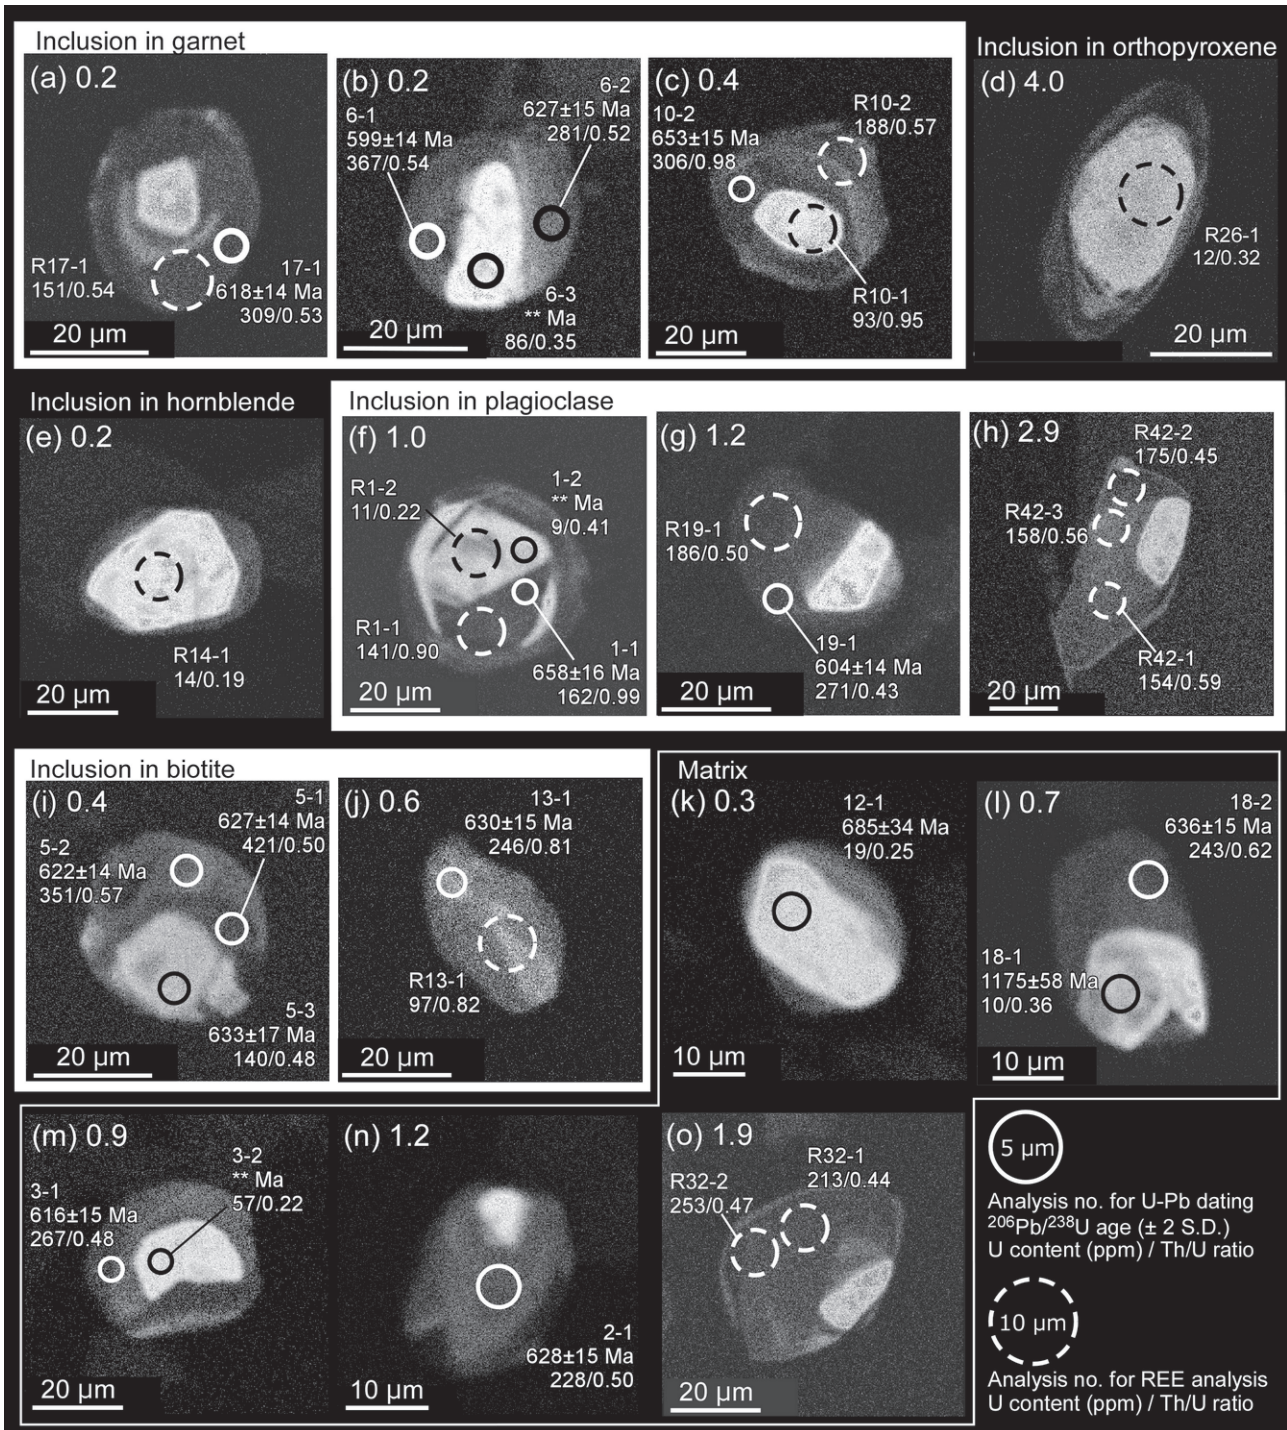 Inclusion in garnet
(a) 0.2
R17-1
151/0.54
17-1
618±14 Ma
309/0.53
20 µm
(b) 0.2
6-1
599±14 Ma
367/0.54
6-2
627±15 Ma
281/0.52
6-3
** Ma
86/0.35
20 µm
(c) 0.4
10-2
653±15 Ma
306/0.98
R10-2
188/0.57
R10-1
93/0.95
20 µm
Inclusion in orthopyroxene
(d) 4.0
R26-1
12/0.32
20 µm
Inclusion in hornblende
(e) 0.2
R14-1
14/0.19
20 µm
Inclusion in plagioclase
(f) 1.0
R1-2
11/0.22
1-2
** Ma
9/0.41
R1-1
141/0.90
1-1
658±16 Ma
162/0.99
20 µm
(g) 1.2
R19-1
186/0.50
19-1
604±14 Ma
271/0.43
20 µm
(h) 2.9
R42-2
175/0.45
R42-3
158/0.56
R42-1
154/0.59
20 µm
Inclusion in biotite
(i) 0.4
5-1
627±14 Ma
421/0.50
5-2
622±14 Ma
351/0.57
5-3
633±17 Ma
140/0.48
20 µm
(j) 0.6
13-1
630±15 Ma
246/0.81
R13-1
97/0.82
20 µm
Matrix
(k) 0.3
12-1
685±34 Ma
19/0.25
10 µm
(l) 0.7
18-2
636±15 Ma
243/0.62
18-1
1175±58 Ma
10/0.36
10 µm
(m) 0.9
3-2
** Ma
57/0.22
3-1
616±15 Ma
267/0.48
20 µm
(n) 1.2
2-1
628±15 Ma
228/0.50
10 µm
(o) 1.9
R32-1
213/0.44
R32-2
253/0.47
20 µm
5 µm
Analysis no. for U-Pb dating
²⁰⁶Pb/²³⁸U age (± 2 S.D.)
U content (ppm) / Th/U ratio
10 µm
Analysis no. for REE analysis
U content (ppm) / Th/U ratio